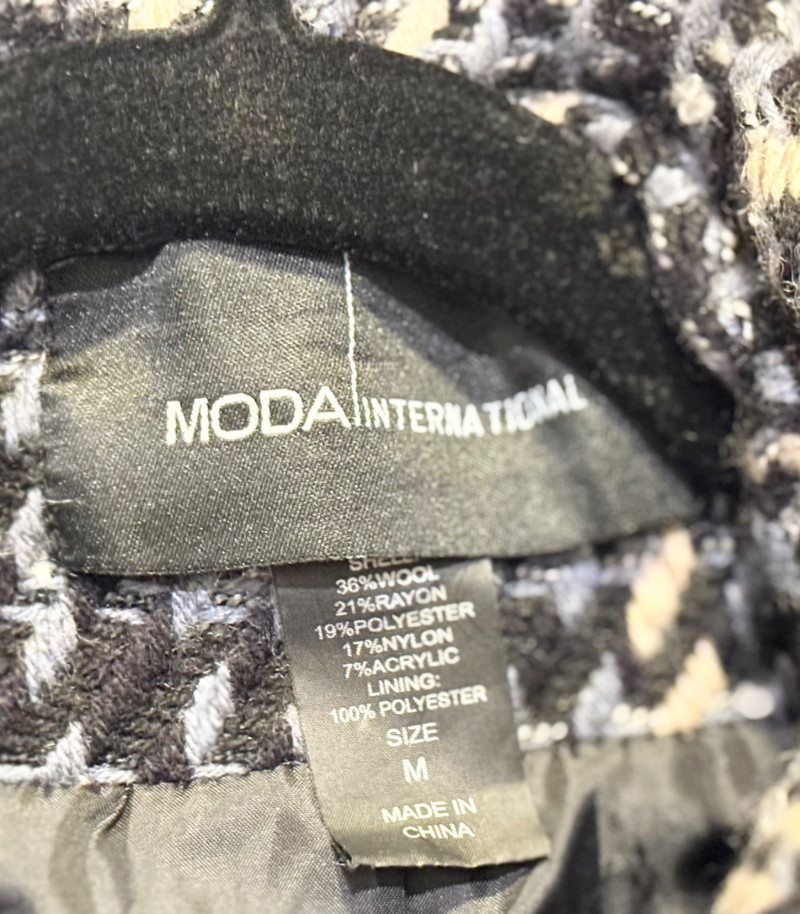 MODA INTERNATIONAL
SHELL:
36%WOOL
21%RAYON
19%POLYESTER
17%NYLON
7%ACRYLIC
LINING:
100% POLYESTER
SIZE
M
MADE IN
CHINA